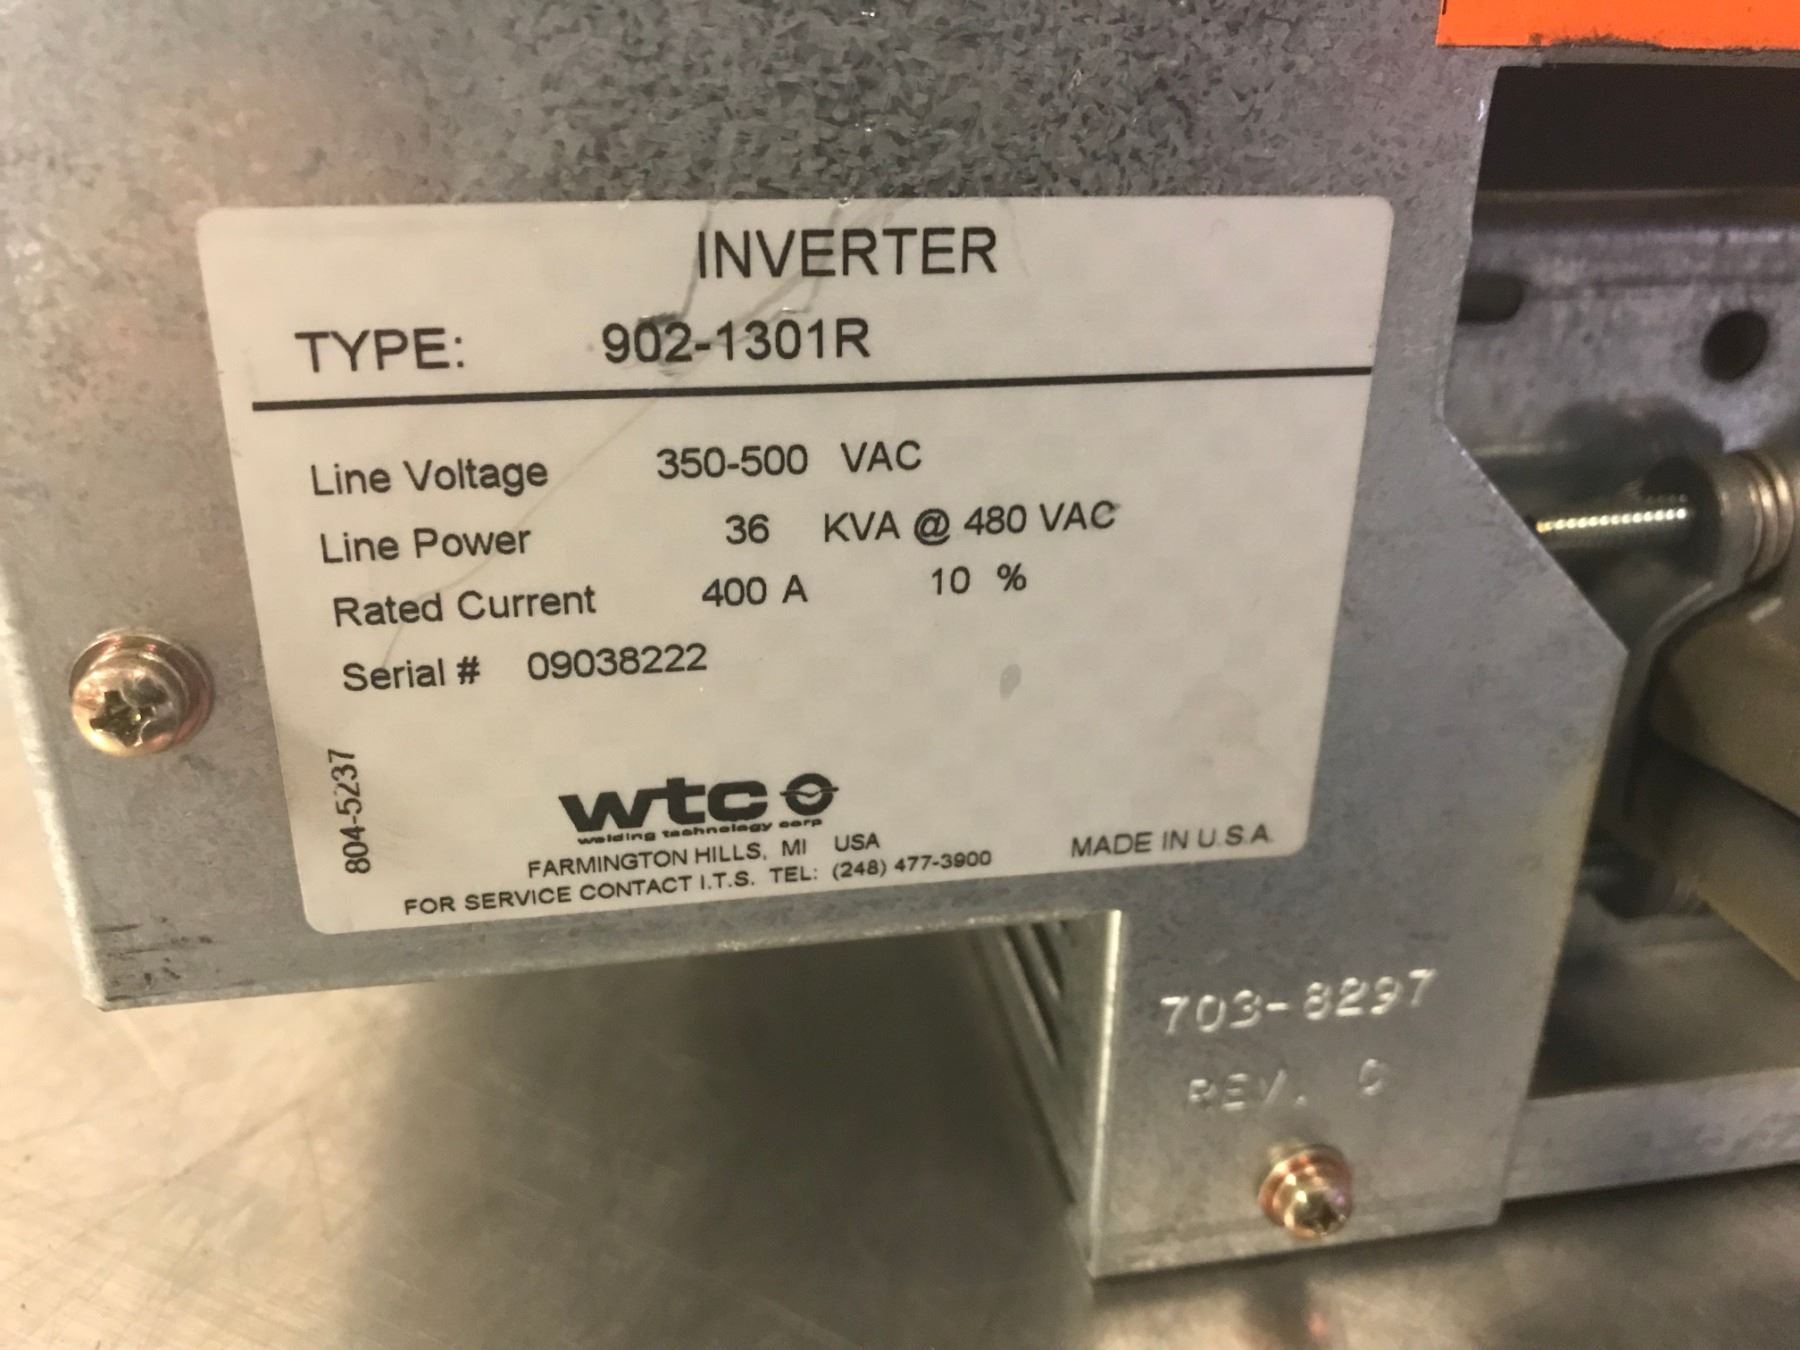 INVERTER
TYPE: 902-1301R
Line Voltage 350-500 VAC
Line Power 36 KVA @ 480 VAC
Rated Current 400 A 10 %
Serial # 09038222
804-5237
wtc
welding technology corp
FARMINGTON HILLS, MI USA
FOR SERVICE CONTACT I.T.S. TEL: (248) 477-3900
MADE IN U.S.A.
703-8297
REV. C